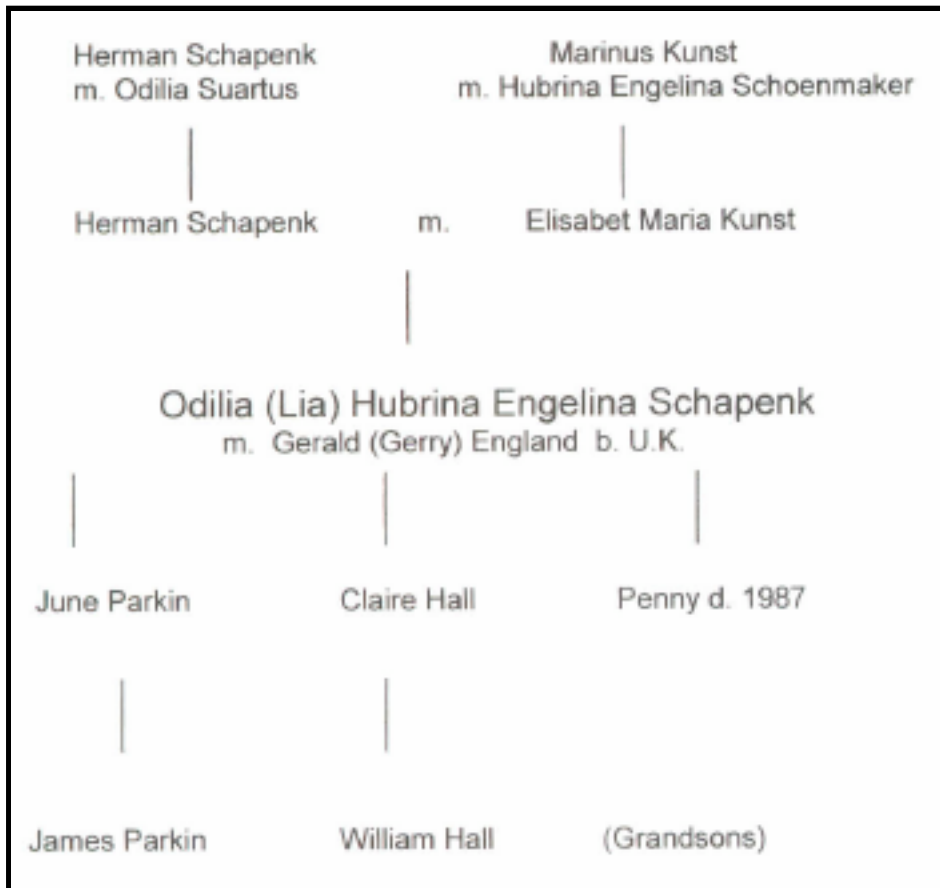 Herman Schapenk
m. Odilia Suartus
Marinus Kunst
m. Hubrina Engelina Schoenmaker
Herman Schapenk m. Elisabet Maria Kunst
Odilia (Lia) Hubrina Engelina Schapenk
m. Gerald (Gerry) England b. U.K.
June Parkin Claire Hall Penny d. 1987
James Parkin William Hall (Grandsons)